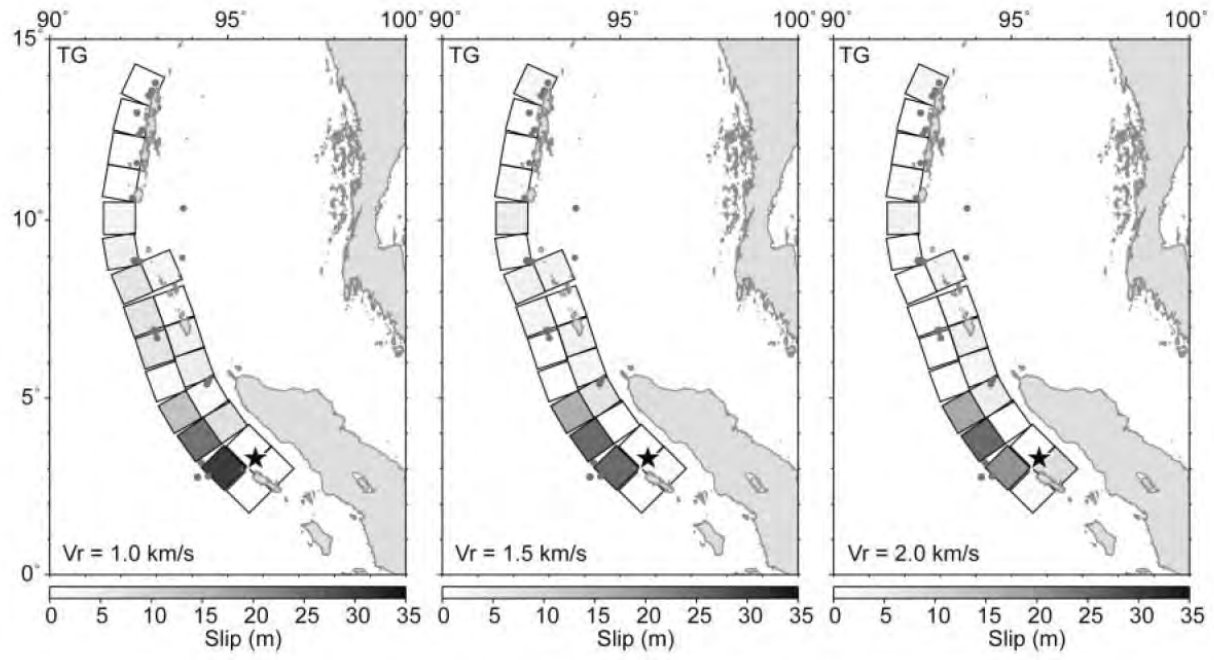 90° 95° 100° 90° 95° 100° 90° 95° 100°
15°
TG TG TG
10°
5°
Vr = 1.0 km/s Vr = 1.5 km/s Vr = 2.0 km/s
0°
0 5 10 15 20 25 30 35 0 5 10 15 20 25 30 35 0 5 10 15 20 25 30 35
Slip (m) Slip (m) Slip (m)